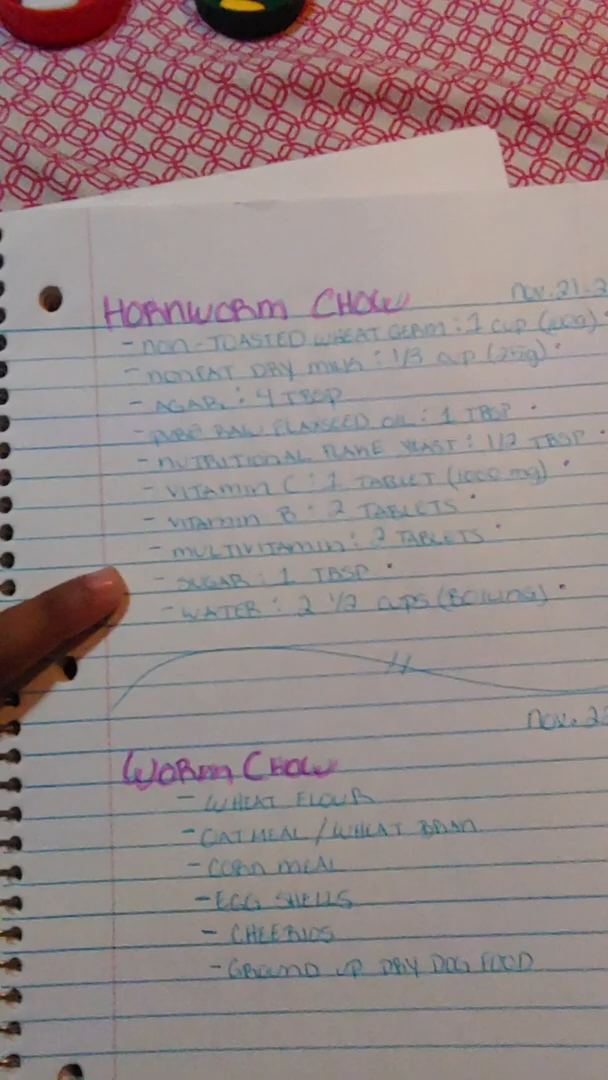 HORNWORM CHOW
Nov. 21-2
- NON-TOASTED WHEAT GERM : 1 CUP
- NONFAT DRY MILK : 1/3 CUP (25g)
- AGAR : 4 TBSP
- PURE RAW FLAXSEED OIL : 1 TBSP
- NUTRITIONAL FLAKE YEAST : 1/2 TBSP
- VITAMIN C : 1 TABLET (1000 mg)
- VITAMIN B : 2 TABLETS
- MULTIVITAMIN : 2 TABLETS
- SUGAR : 1 TBSP
- WATER : 2 1/2 CUPS (BOILING)
Nov. 2
WORM CHOW
- WHEAT FLOUR
- OATMEAL / WHEAT BRAN
- CORN MEAL
- EGG SHELLS
- CHEERIOS
- GROUND UP DRY DOG FOOD